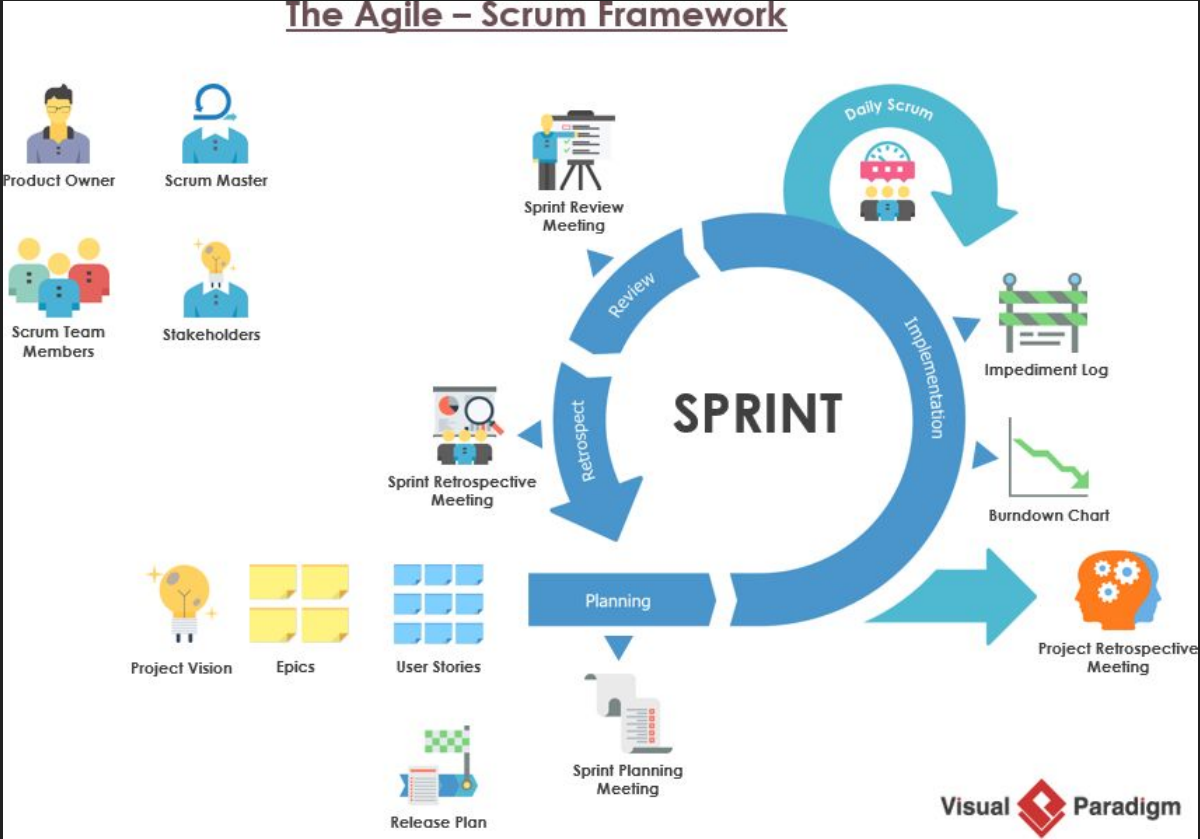 The Agile – Scrum Framework
Product Owner
Scrum Master
Scrum Team
Members
Stakeholders
Sprint Review
Meeting
Daily Scrum
Review
Implementation
Impediment Log
SPRINT
Retrospect
Sprint Retrospective
Meeting
Burndown Chart
Planning
Project Vision
Epics
User Stories
Project Retrospective
Meeting
Sprint Planning
Meeting
Release Plan
Visual Paradigm